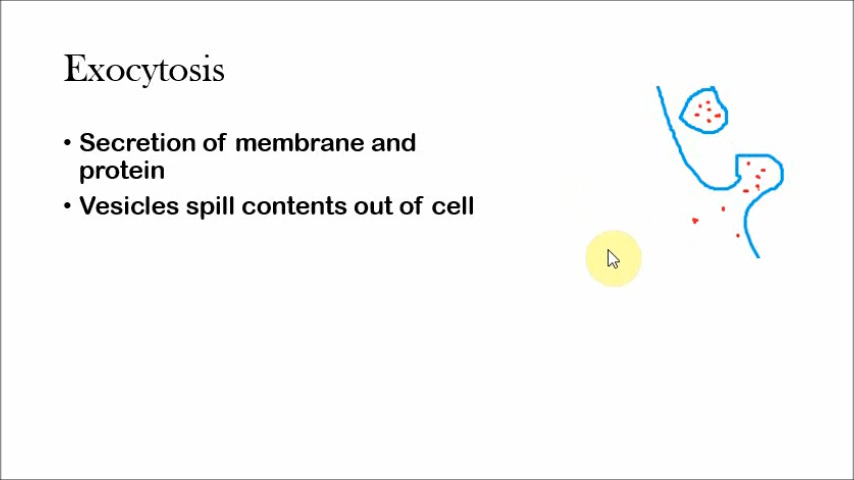 Exocytosis
• Secretion of membrane and
protein
• Vesicles spill contents out of cell